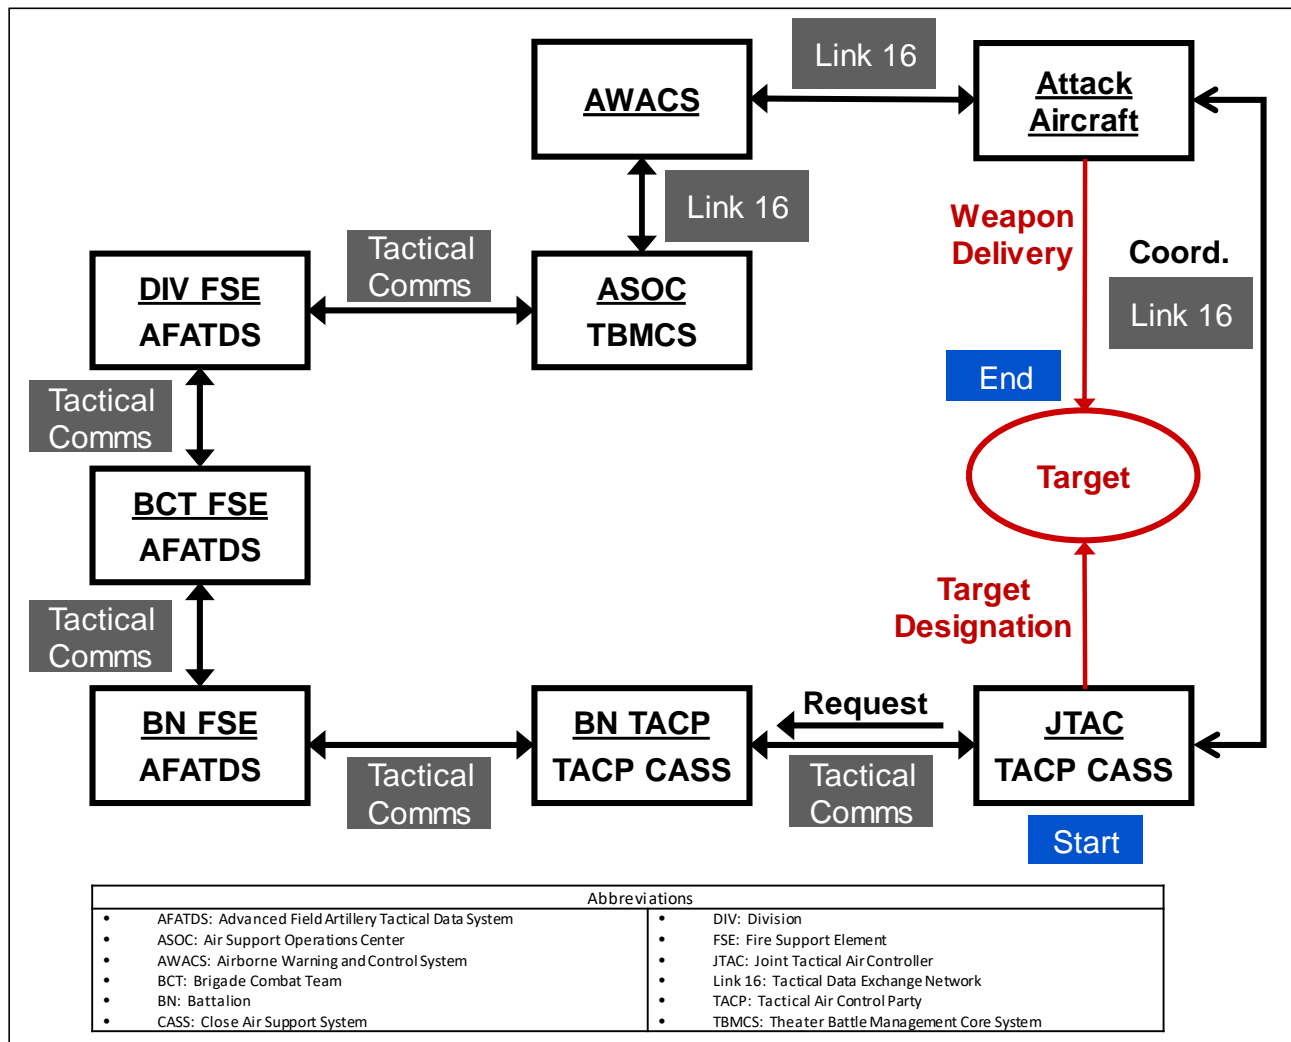 Link 16
AWACS
Attack
Aircraft
Link 16
Weapon
Delivery
Coord.
Link 16
Tactical
Comms
DIV FSE
AFATDS
ASOC
TBMCS
End
Tactical
Comms
Target
BCT FSE
AFATDS
Tactical
Comms
Target
Designation
Request
BN FSE
AFATDS
BN TACP
TACP CASS
JTAC
TACP CASS
Tactical
Comms
Tactical
Comms
Start
Abbreviations
• AFATDS: Advanced Field Artillery Tactical Data System
• ASOC: Air Support Operations Center
• AWACS: Airborne Warning and Control System
• BCT: Brigade Combat Team
• BN: Battalion
• CASS: Close Air Support System
• DIV: Division
• FSE: Fire Support Element
• JTAC: Joint Tactical Air Controller
• Link 16: Tactical Data Exchange Network
• TACP: Tactical Air Control Party
• TBMCS: Theater Battle Management Core System